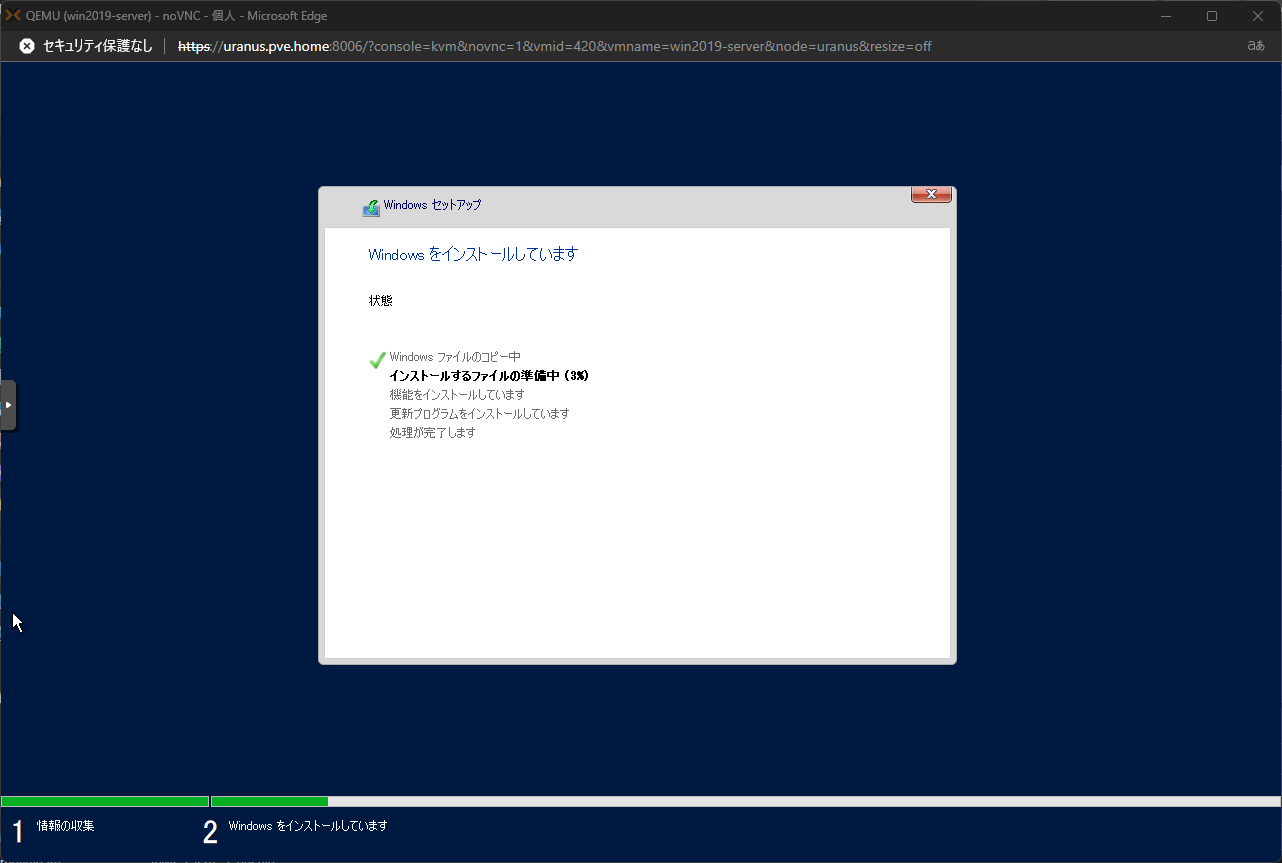 QEMU (win2019-server) - noVNC - 個人 - Microsoft Edge
セキュリティ保護なし
https://uranus.pve.home:8006/?console=kvm&novnc=1&vmid=420&vmname=win2019-server&node=uranus&resize=off
aあ
Windows セットアップ
Windows をインストールしています
状態
Windows ファイルのコピー中
インストールするファイルの準備中 (3%)
機能をインストールしています
更新プログラムをインストールしています
処理が完了します
1 情報の収集
2 Windows をインストールしています